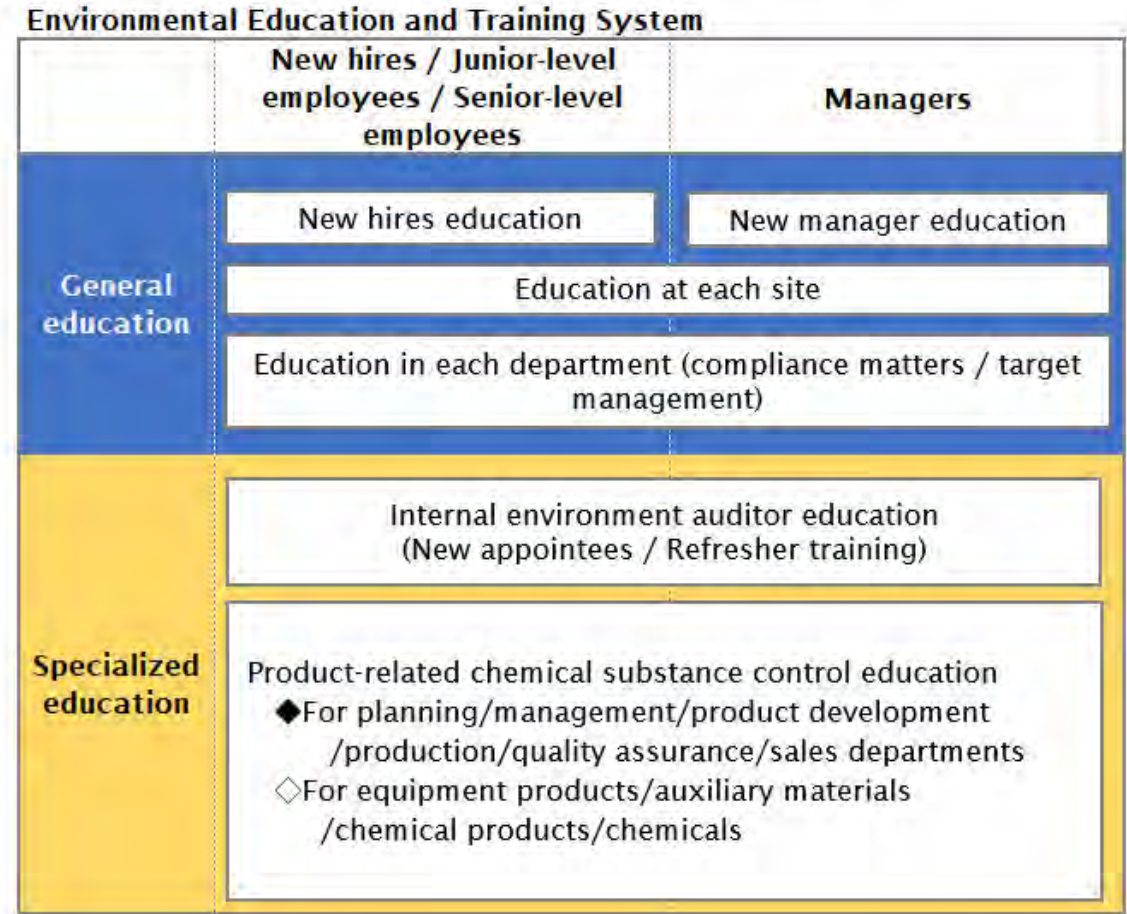 Environmental Education and Training System
New hires / Junior-level
employees / Senior-level
employees
Managers
General
education
New hires education
New manager education
Education at each site
Education in each department (compliance matters / target
management)
Specialized
education
Internal environment auditor education
(New appointees / Refresher training)
Product-related chemical substance control education
◆For planning/management/product development
/production/quality assurance/sales departments
◇For equipment products/auxiliary materials
/chemical products/chemicals